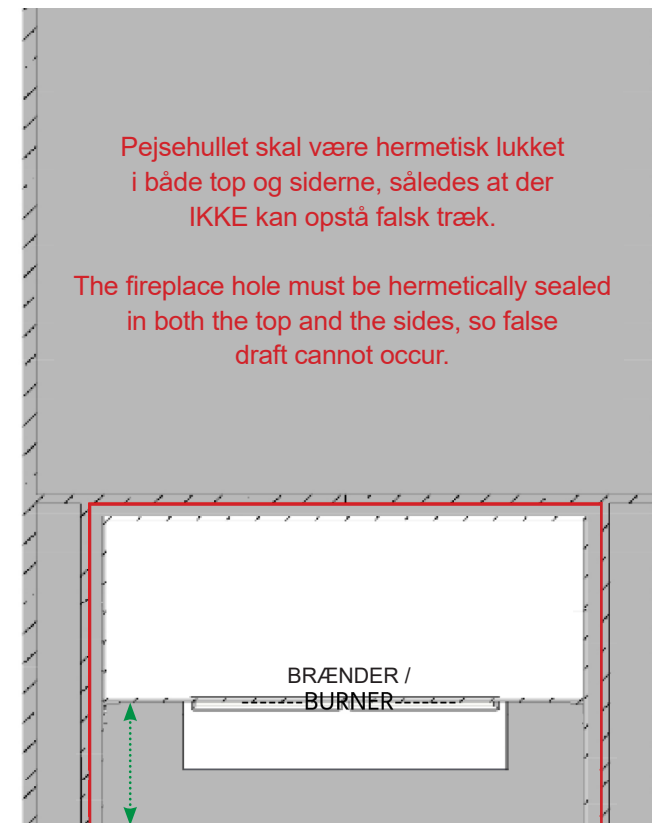 Pejsehullet skal være hermetisk lukket
i både top og siderne, således at der
IKKE kan opstå falsk træk.
The fireplace hole must be hermetically sealed
in both the top and the sides, so false
draft cannot occur.
BRÆNDER /
BURNER